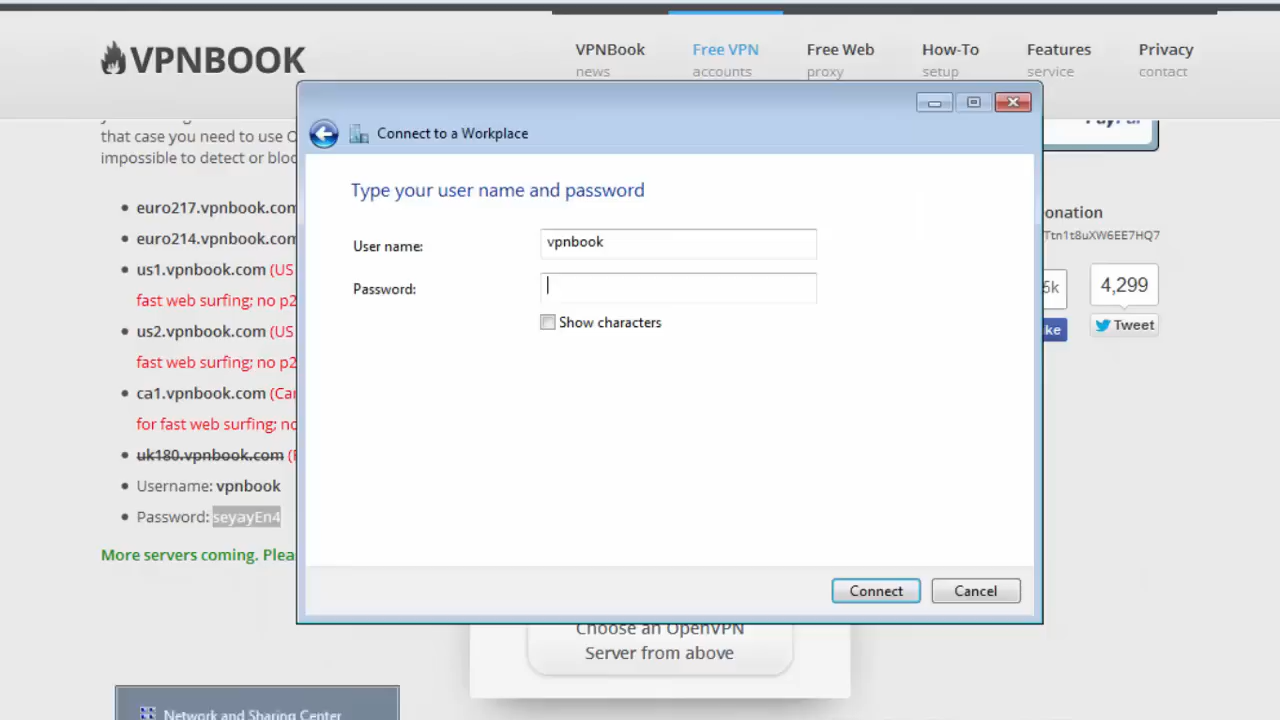 VPNBOOK
VPNBook
news
Free VPN
accounts
Free Web
proxy
How-To
setup
Features
service
Privacy
contact
that case you need to use
impossible to detect or
PayPal
Connect to a Workplace
Type your user name and password
User name:
vpnbook
Password:
Show characters
Connect
Cancel
euro217.vpnbook.com
euro214.vpnbook.com
us1.vpnbook.com (US
fast web surfing; no p2
us2.vpnbook.com (US
fast web surfing; no p2
ca1.vpnbook.com (Car
for fast web surfing; no
uk180.vpnbook.com (
Username: vpnbook
Password: seyayEn4
More servers coming. Plea
onation
Ttn1t8uXW6EE7HQ7
5k
4,299
ke
Tweet
Choose an OpenVPN
Server from above
Network and Sharing Center